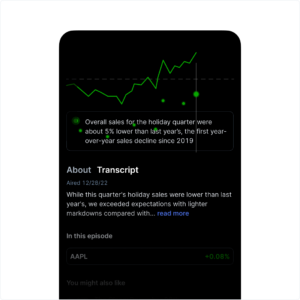 Overall sales for the holiday quarter were
about 5% lower than last year's, the first year-
over-year sales decline since 2019
About Transcript
Aired 12/28/22
While this quarter's holiday sales were lower than last
year's, we exceeded expectations with lighter
markdowns compared with... read more
In this episode
AAPL +0.68%
You might also like